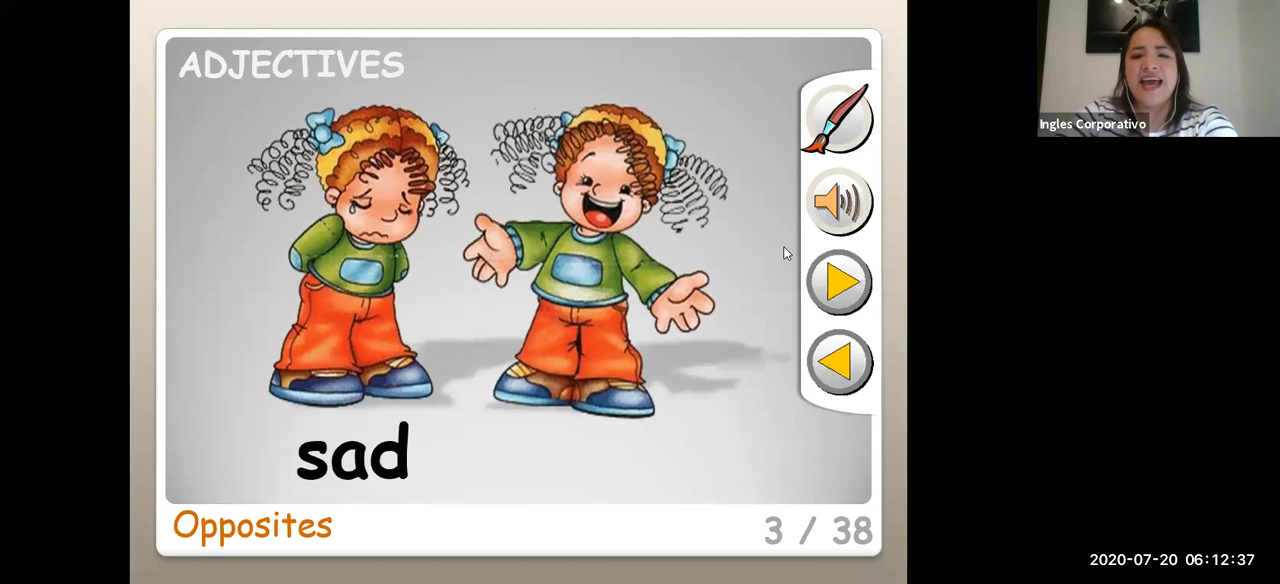 ADJECTIVES
Ingles Corporativo
sad
Opposites
3 / 38
2020-07-20 06:12:37